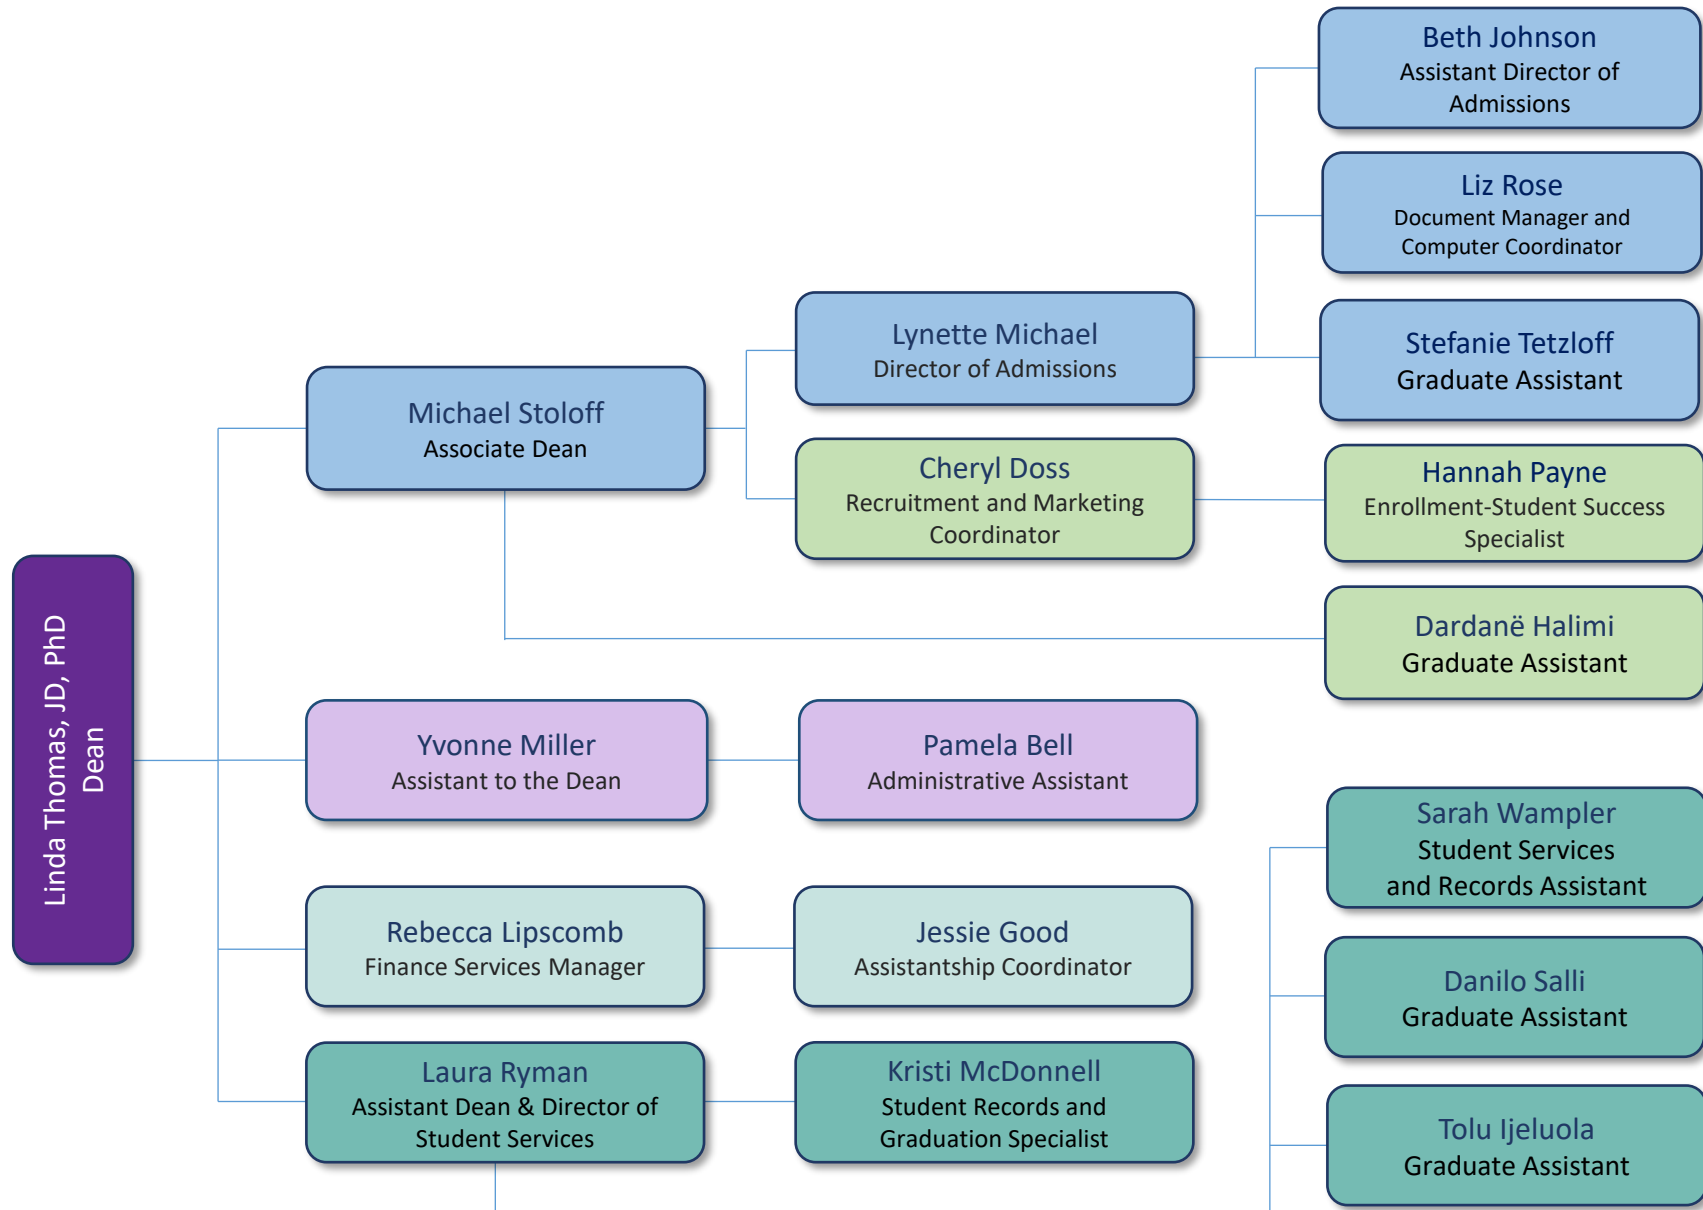 Beth Johnson
Assistant Director of
Admissions
Liz Rose
Document Manager and
Computer Coordinator
Lynette Michael
Director of Admissions
Stefanie Tetzloff
Graduate Assistant
Michael Stoloff
Associate Dean
Cheryl Doss
Recruitment and Marketing
Coordinator
Hannah Payne
Enrollment-Student Success
Specialist
Dardanë Halimi
Graduate Assistant
Linda Thomas, JD, PhD
Dean
Yvonne Miller
Assistant to the Dean
Pamela Bell
Administrative Assistant
Sarah Wampler
Student Services
and Records Assistant
Rebecca Lipscomb
Finance Services Manager
Jessie Good
Assistantship Coordinator
Danilo Salli
Graduate Assistant
Laura Ryman
Assistant Dean & Director of
Student Services
Kristi McDonnell
Student Records and
Graduation Specialist
Tolu Ijeluola
Graduate Assistant